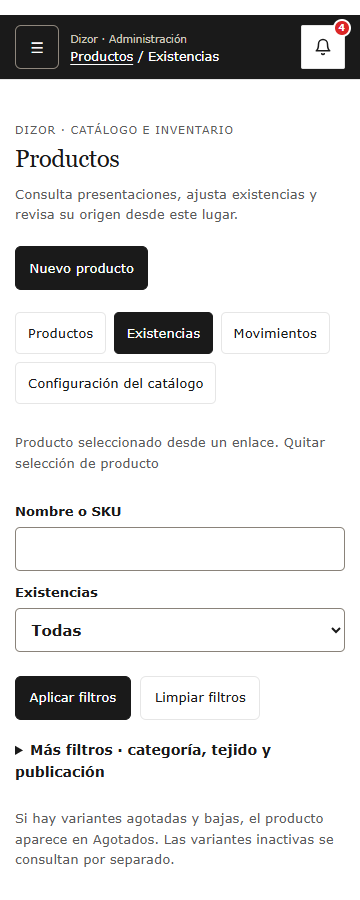 ☰
Dizor · Administración
Productos / Existencias
4
DIZOR · CATÁLOGO E INVENTARIO
Productos
Consulta presentaciones, ajusta existencias y
revisa su origen desde este lugar.
Nuevo producto
Productos Existencias Movimientos
Configuración del catálogo
Producto seleccionado desde un enlace. Quitar
selección de producto
Nombre o SKU
Existencias
Todas
Aplicar filtros Limpiar filtros
▶ Más filtros · categoría, tejido y
publicación
Si hay variantes agotadas y bajas, el producto
aparece en Agotados. Las variantes inactivas se
consultan por separado.